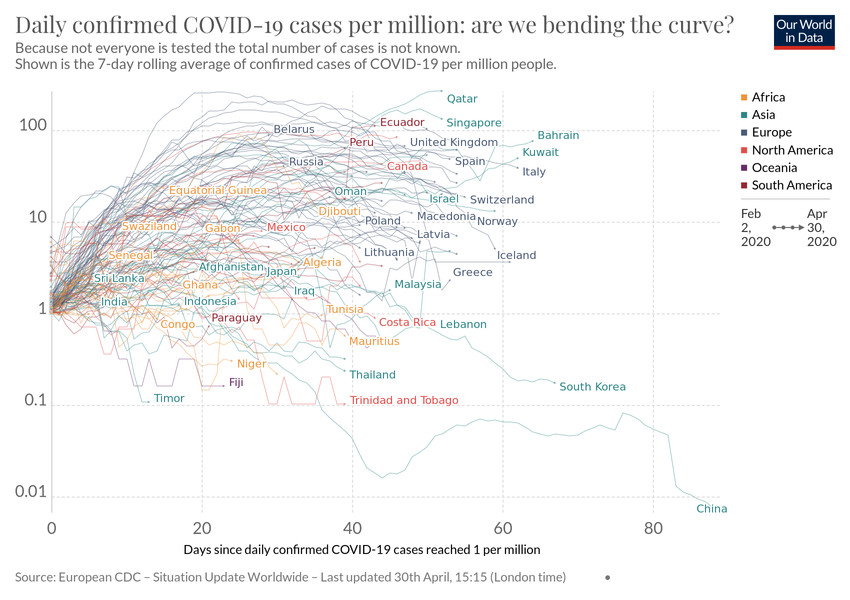 Daily confirmed COVID-19 cases per million: are we bending the curve?
Because not everyone is tested the total number of cases is not known.
Shown is the 7-day rolling average of confirmed cases of COVID-19 per million people.
Our World
in Data
Qatar
Singapore
Ecuador
Belarus
100
Bahrain
United Kingdom
Peru
Kuwait
Russia
Spain
Canada
Italy
Equatorial Guinea
Oman
Israel
Switzerland
Djibouti
10
Poland
Macedonia
Norway
Swaziland
Gabon
Mexico
Latvia
Senegal
Lithuania
Iceland
Algeria
Afghanistan
Japan
Greece
Sri Lanka
Ghana
Malaysia
Iraq
India
Indonesia
1
Tunisia
Paraguay
Congo
Costa Rica
Lebanon
Mauritius
Niger
Thailand
Fiji
South Korea
Timor
Trinidad and Tobago
0.1
0.01
China
0
20
40
60
80
Days since daily confirmed COVID-19 cases reached 1 per million
Africa
Asia
Europe
North America
Oceania
South America
Feb
2,
2020
Apr
30,
2020
Source: European CDC – Situation Update Worldwide – Last updated 30th April, 15:15 (London time)